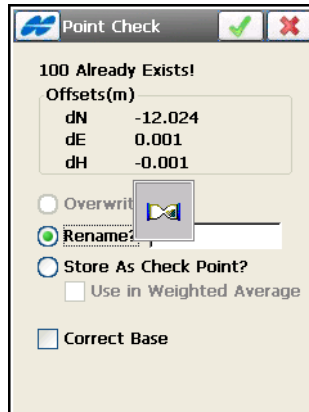 Point Check
100 Already Exists!
Offsets(m)
dN -12.024
dE 0.001
dH -0.001
Rename?
Store As Check Point?
Use in Weighted Average
Correct Base